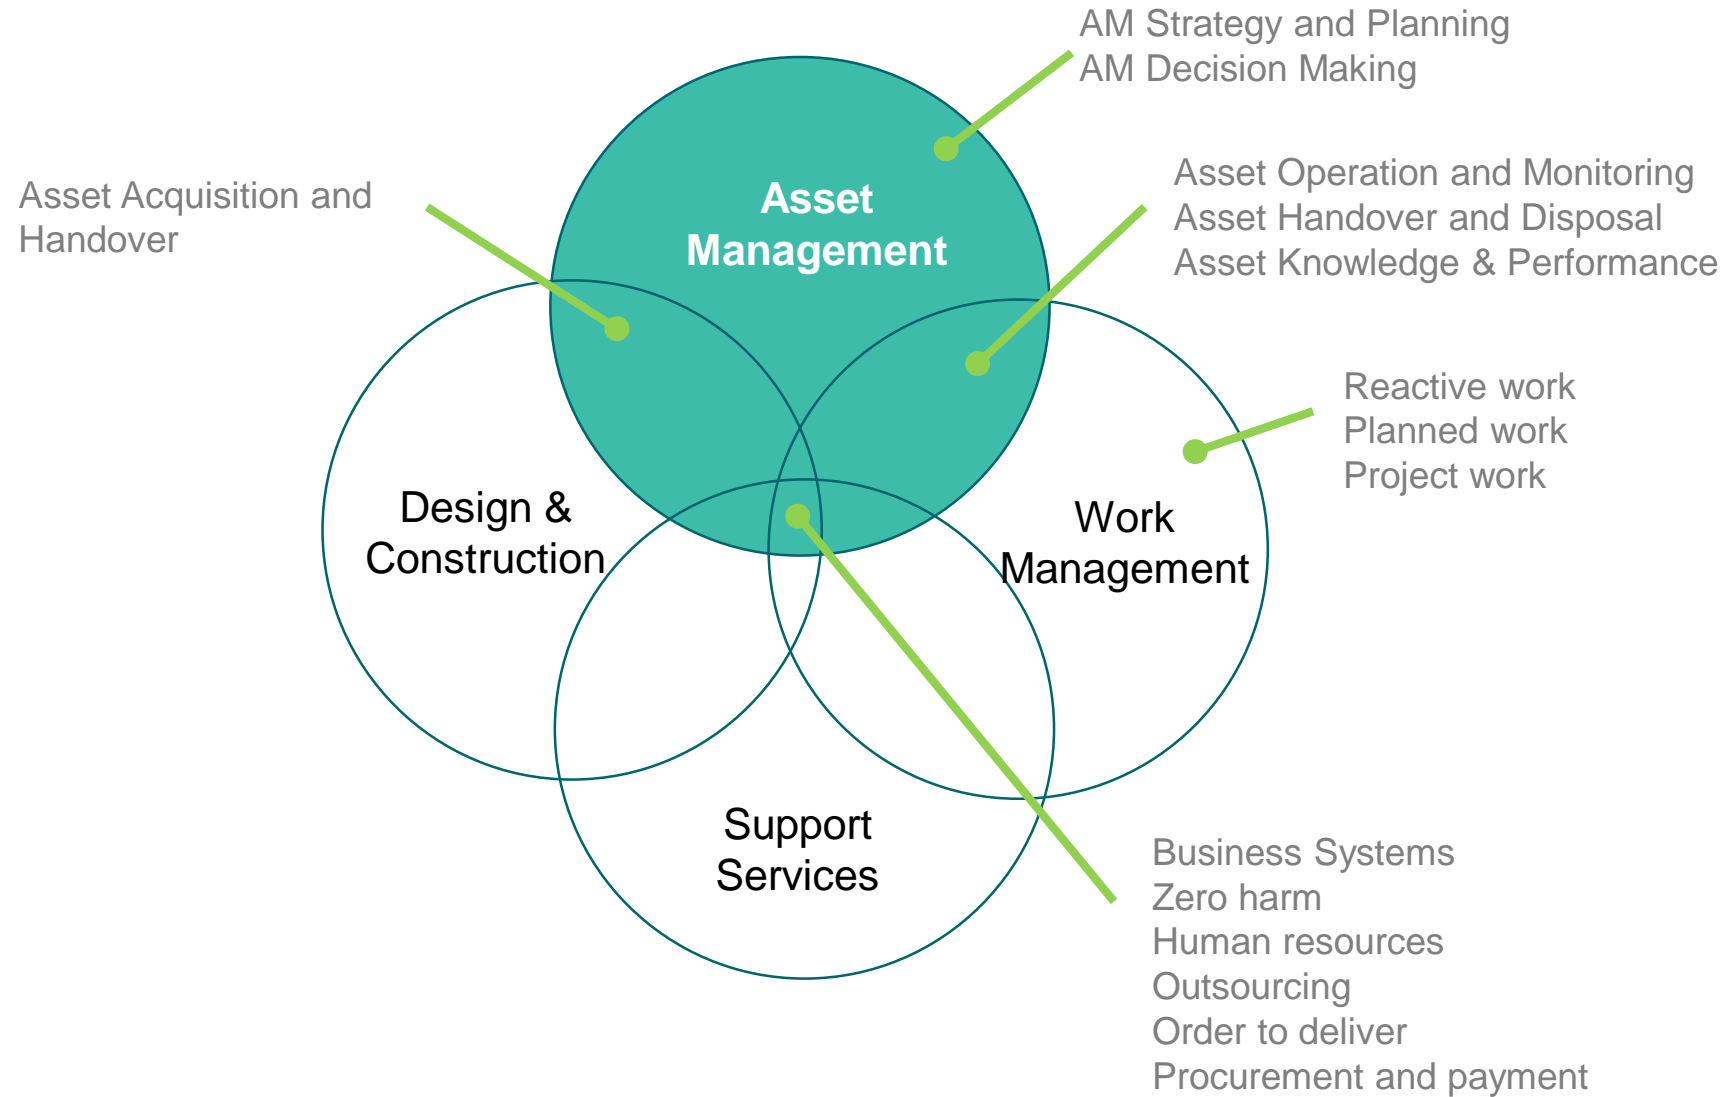 AM Strategy and Planning
AM Decision Making
Asset Acquisition and
Handover
Asset
Management
Asset Operation and Monitoring
Asset Handover and Disposal
Asset Knowledge & Performance
Reactive work
Planned work
Project work
Design &
Construction
Work
Management
Support
Services
Business Systems
Zero harm
Human resources
Outsourcing
Order to deliver
Procurement and payment